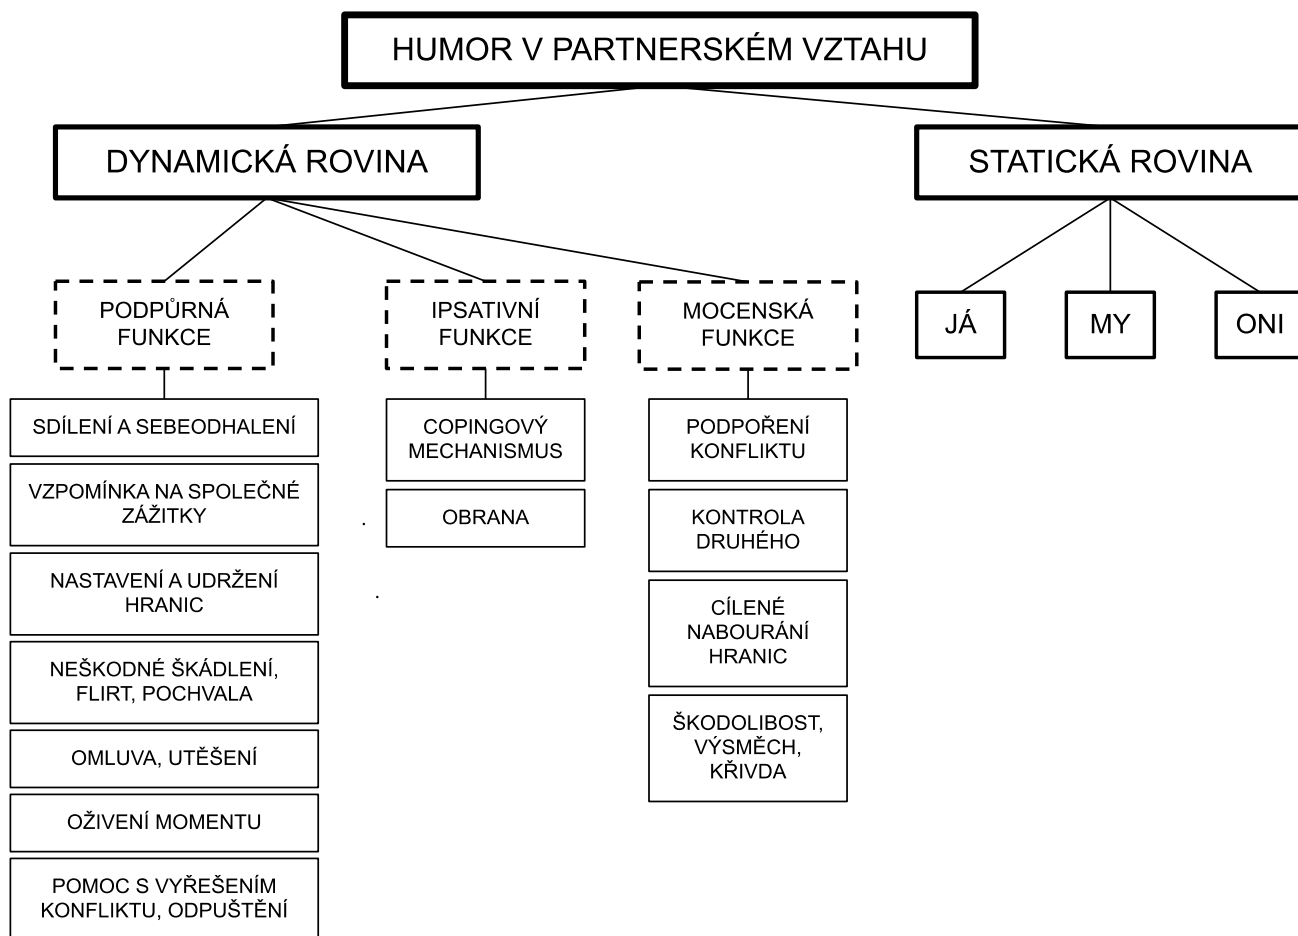 HUMOR V PARTNERSKÉM VZTAHU
DYNAMICKÁ ROVINA
STATICKÁ ROVINA
PODPŮRNÁ
FUNKCE
IPSATIVNÍ
FUNKCE
MOCENSKÁ
FUNKCE
JÁ
MY
ONI
SDÍLENÍ A SEBEODHALENÍ
VZPOMÍNKA NA SPOLEČNÉ
ZÁŽITKY
NASTAVENÍ A UDRŽENÍ
HRANIC
NEŠKODNÉ ŠKÁDLENÍ,
FLIRT, POCHVALA
OMLUVA, UTĚŠENÍ
OŽIVENÍ MOMENTU
POMOC S VYŘEŠENÍM
KONFLIKTU, ODPUŠTĚNÍ
COPINGOVÝ
MECHANISMUS
OBRANA
PODPOŘENÍ
KONFLIKTU
KONTROLA
DRUHÉHO
CÍLENÉ
NABOURÁNÍ
HRANIC
ŠKODOLIBOST,
VÝSMĚCH,
KŘIVDA